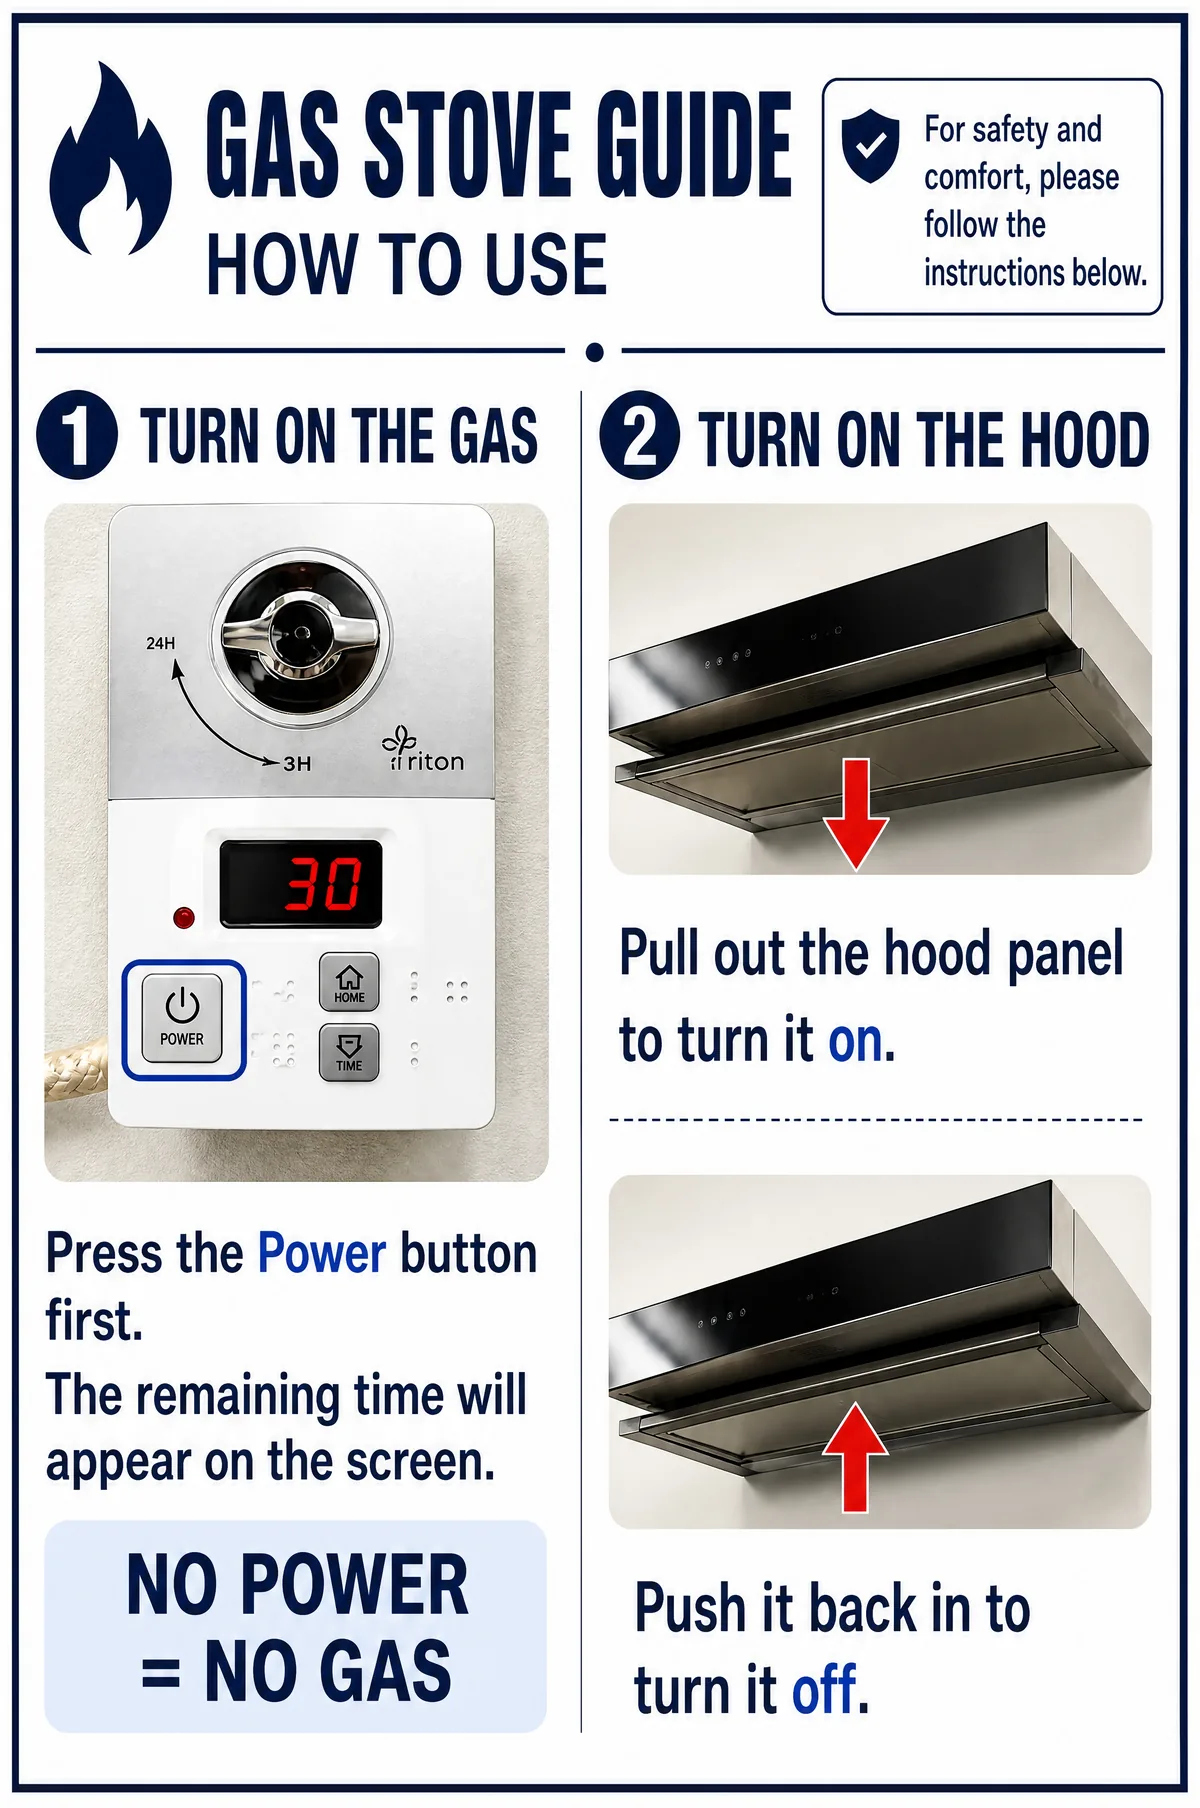 GAS STOVE GUIDE
HOW TO USE
For safety and
comfort, please
follow the
instructions below.
1 TURN ON THE GAS
24H
3H
riton
30
POWER
HOME
TIME
Press the Power button
first.
The remaining time will
appear on the screen.
NO POWER
= NO GAS
2 TURN ON THE HOOD
Pull out the hood panel
to turn it on.
Push it back in to
turn it off.